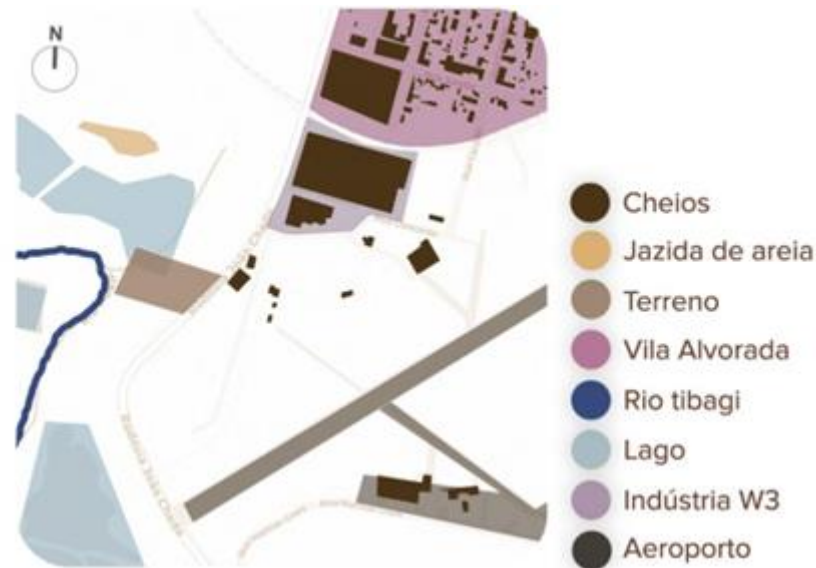 N
Cheios
Jazida de areia
Terreno
Vila Alvorada
Rio tibagi
Lago
Indústria W3
Aeroporto